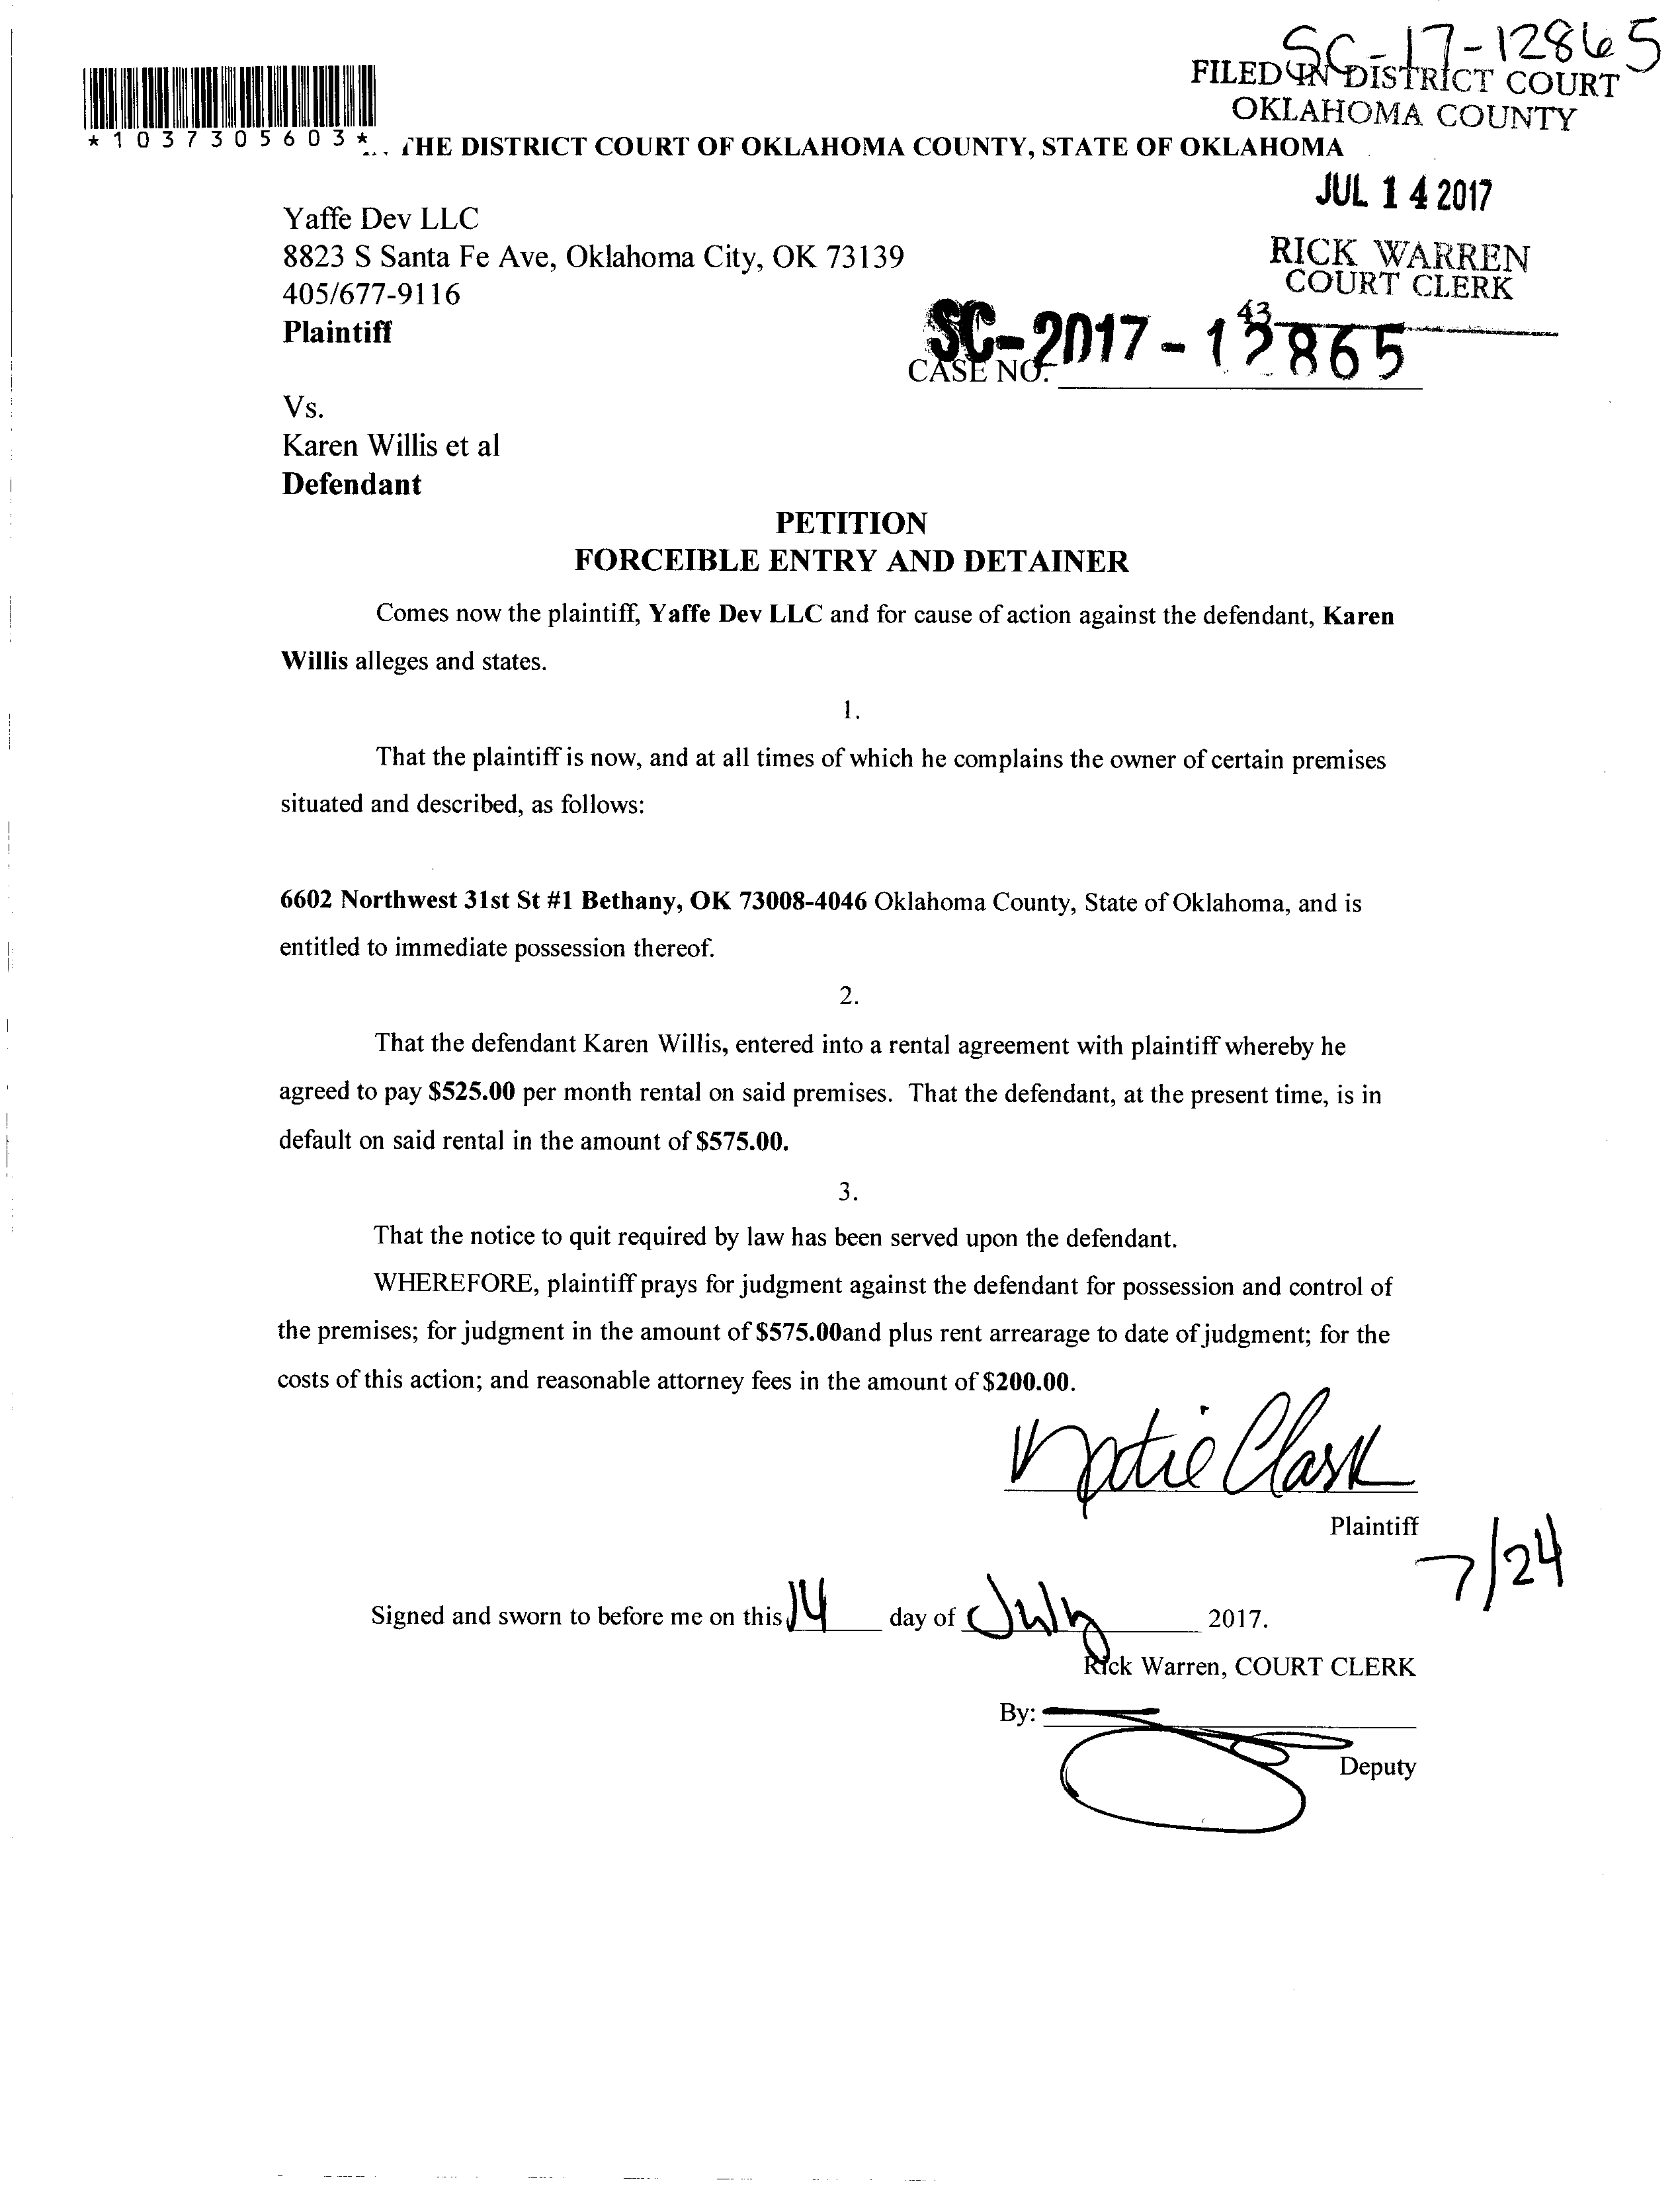 SC-17-12865
FILED IN DISTRICT COURT
OKLAHOMA COUNTY
*1037305603*
THE DISTRICT COURT OF OKLAHOMA COUNTY, STATE OF OKLAHOMA
JUL 14 2017
Yaffe Dev LLC
8823 S Santa Fe Ave, Oklahoma City, OK 73139
405/677-9116
Plaintiff
RICK WARREN
COURT CLERK
43
SC-2017-12865
CASE NO.
Vs.
Karen Willis et al
Defendant
PETITION
FORCEIBLE ENTRY AND DETAINER
Comes now the plaintiff, Yaffe Dev LLC and for cause of action against the defendant, Karen
Willis alleges and states.
1.
That the plaintiff is now, and at all times of which he complains the owner of certain premises
situated and described, as follows:
6602 Northwest 31st St #1 Bethany, OK 73008-4046 Oklahoma County, State of Oklahoma, and is
entitled to immediate possession thereof.
2.
That the defendant Karen Willis, entered into a rental agreement with plaintiff whereby he
agreed to pay $525.00 per month rental on said premises. That the defendant, at the present time, is in
default on said rental in the amount of $575.00.
3.
That the notice to quit required by law has been served upon the defendant.
WHEREFORE, plaintiff prays for judgment against the defendant for possession and control of
the premises; for judgment in the amount of $575.00and plus rent arrearage to date of judgment; for the
costs of this action; and reasonable attorney fees in the amount of $200.00.
Katie Clark
Plaintiff
7/24
Signed and sworn to before me on this 14 day of July 2017.
Rick Warren, COURT CLERK
By:
Deputy